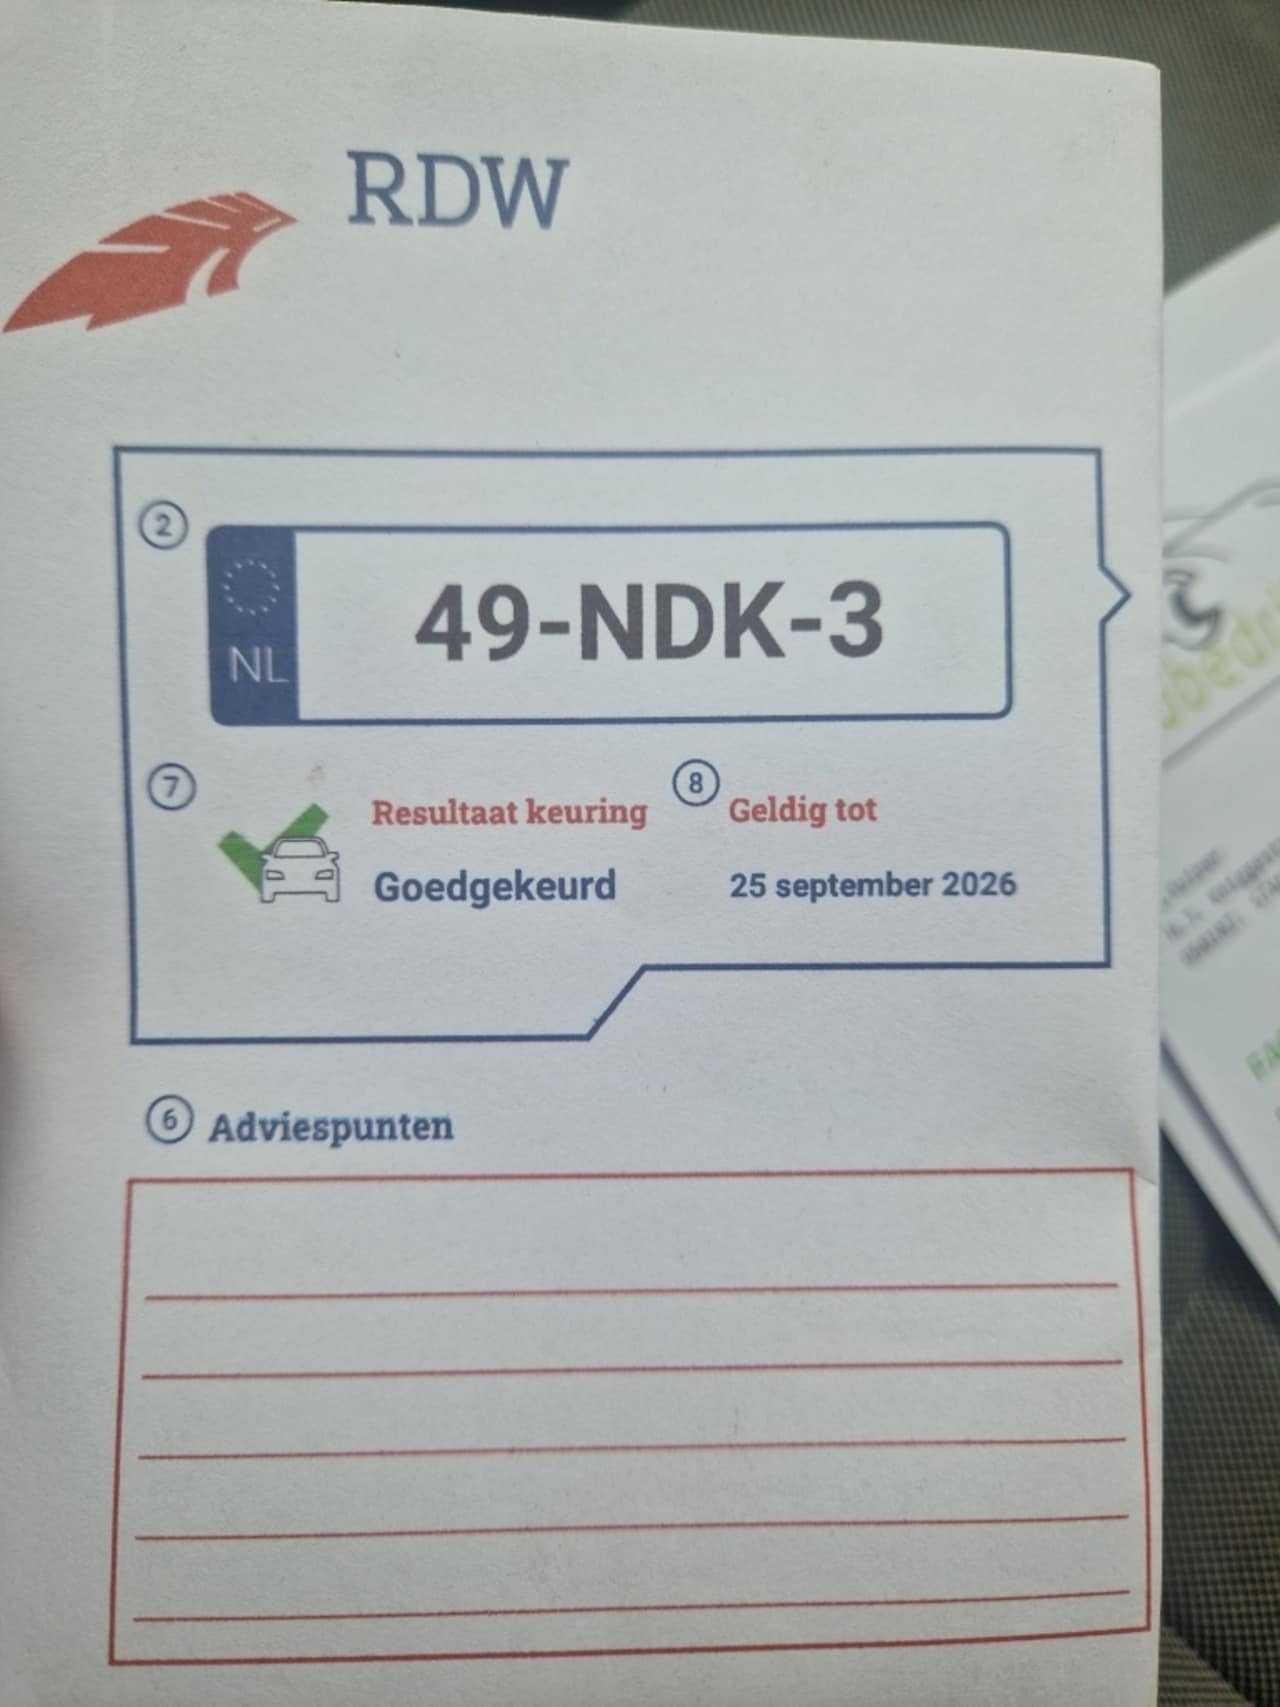 RDW
2
NL
49-NDK-3
7
Resultaat keuring
Goedgekeurd
8
Geldig tot
25 september 2026
6 Adviespunten